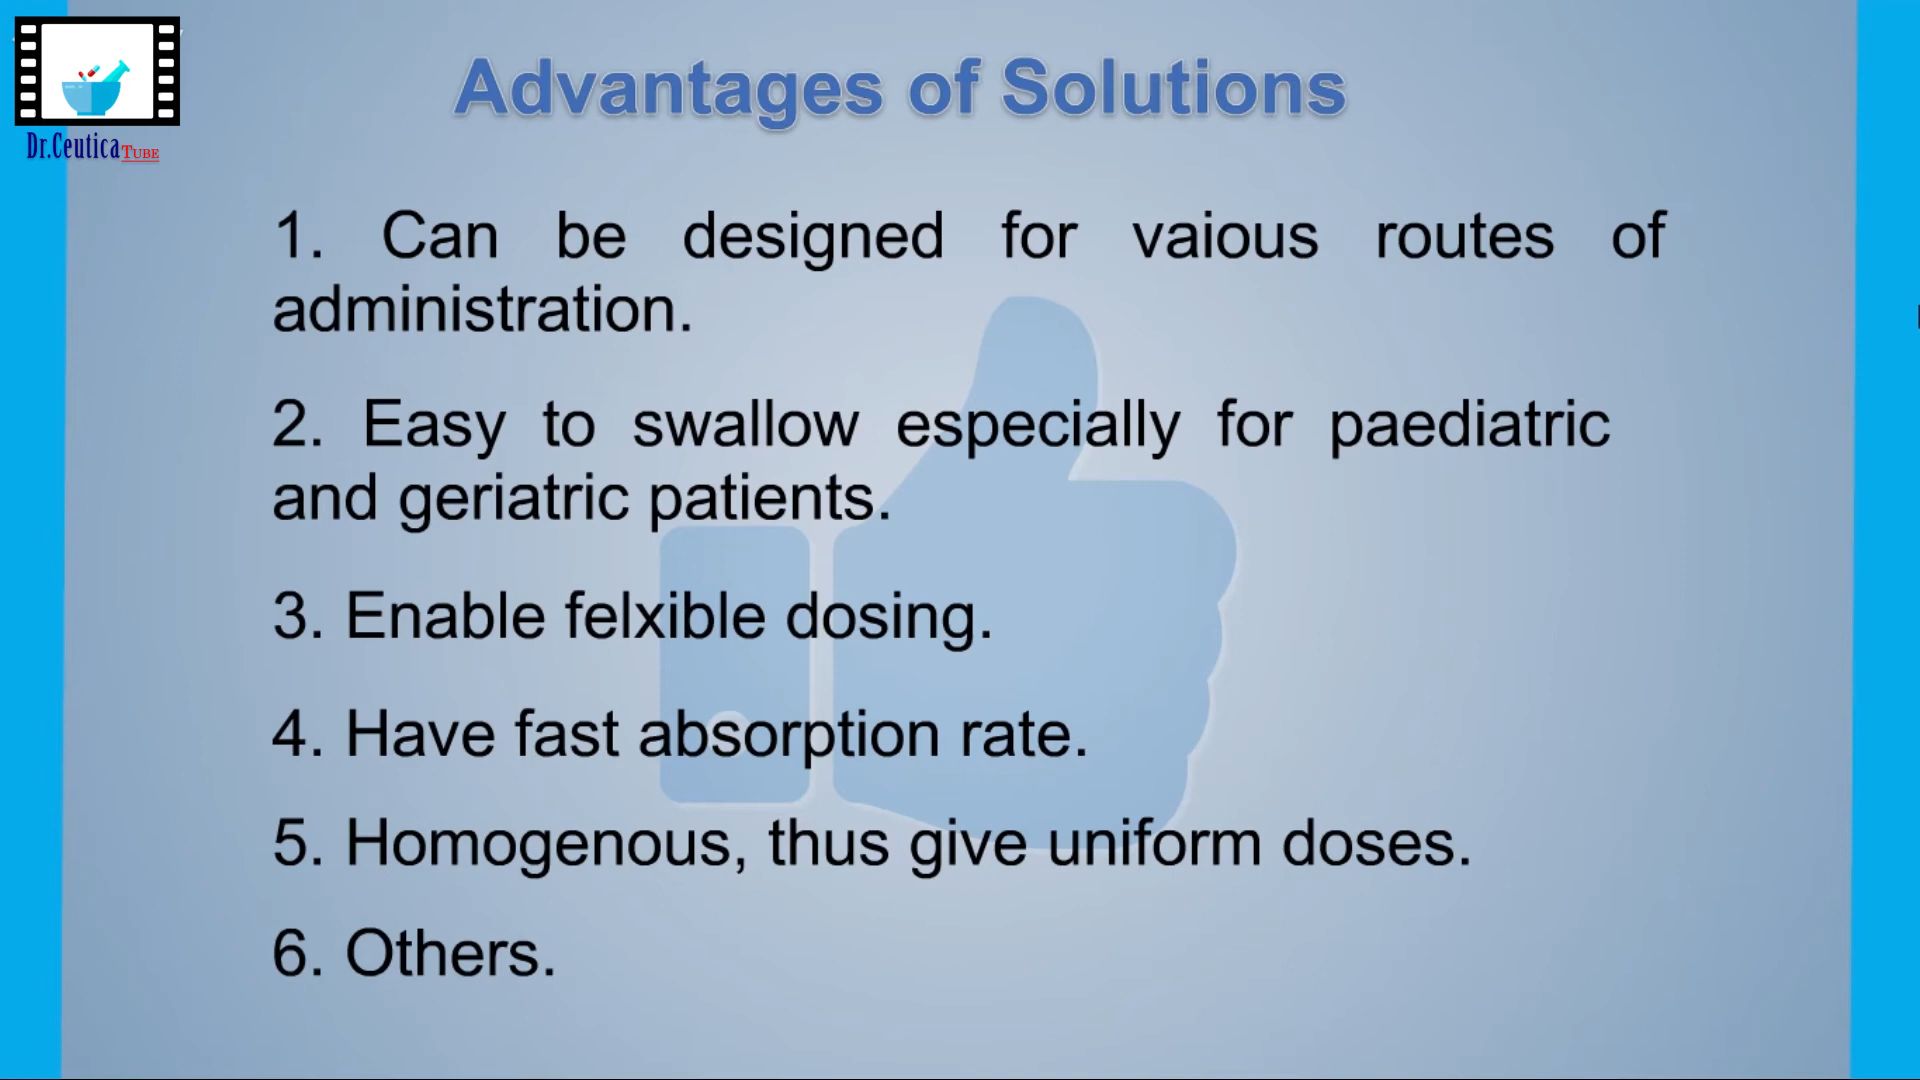 Dr.Ceutica TUBE
Advantages of Solutions
1. Can be designed for vaious routes of
administration.
2. Easy to swallow especially for paediatric
and geriatric patients.
3. Enable felxible dosing.
4. Have fast absorption rate.
5. Homogenous, thus give uniform doses.
6. Others.